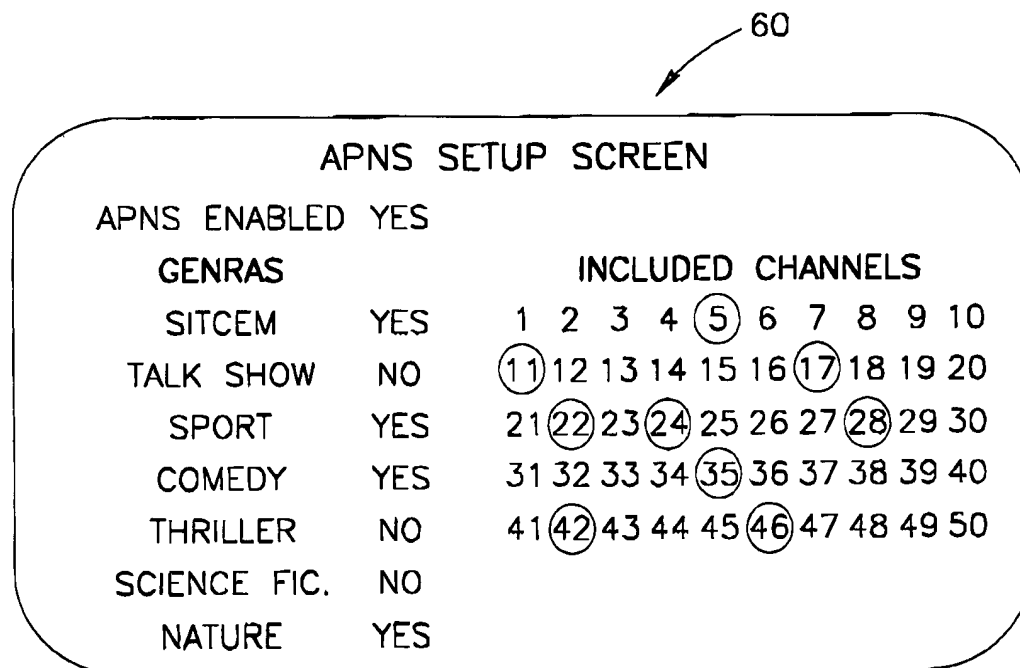 60
APNS SETUP SCREEN
APNS ENABLED YES
GENRAS INCLUDED CHANNELS
SITCEM YES 1 2 3 4 5 6 7 8 9 10
TALK SHOW NO 11 12 13 14 15 16 17 18 19 20
SPORT YES 21 22 23 24 25 26 27 28 29 30
COMEDY YES 31 32 33 34 35 36 37 38 39 40
THRILLER NO 41 42 43 44 45 46 47 48 49 50
SCIENCE FIC. NO
NATURE YES